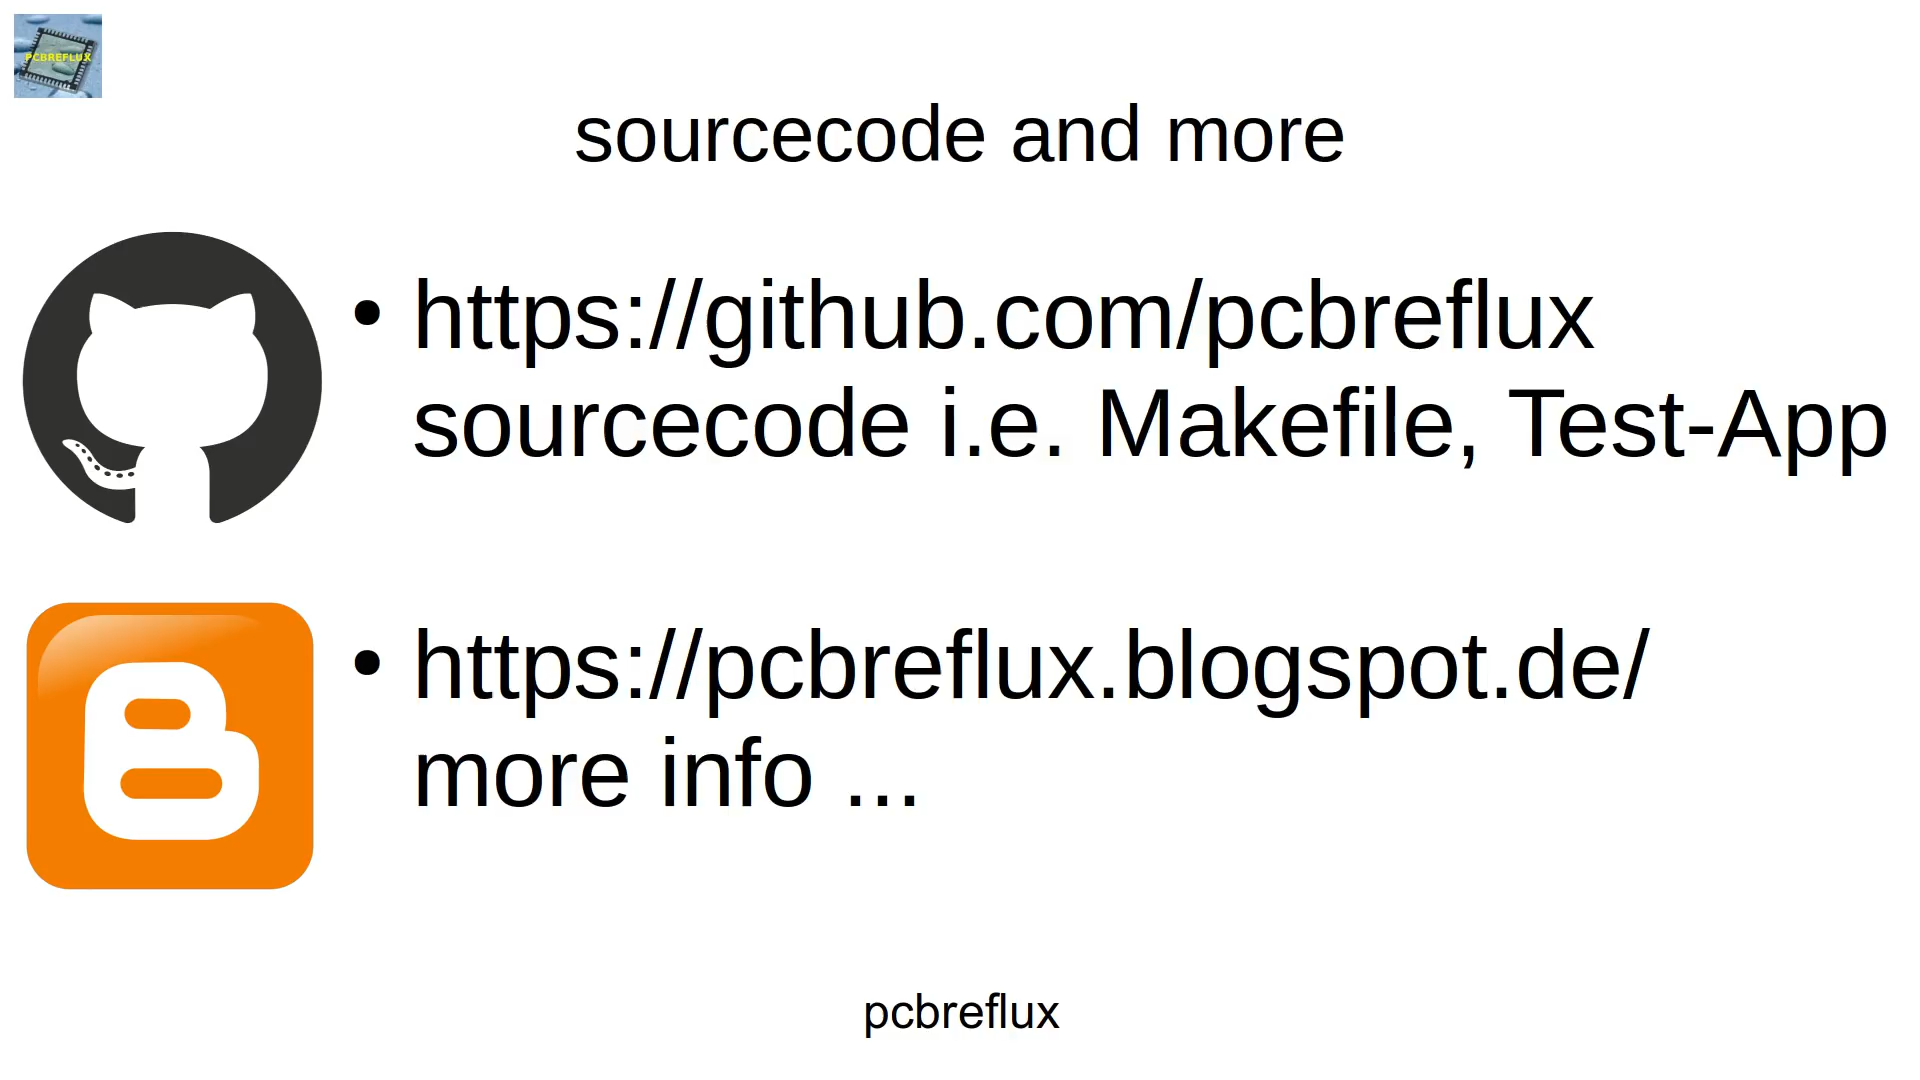 PCBREFLUX
sourcecode and more
• https://github.com/pcbreflux
sourcecode i.e. Makefile, Test-App
• https://pcbreflux.blogspot.de/
more info ...
pcbreflux